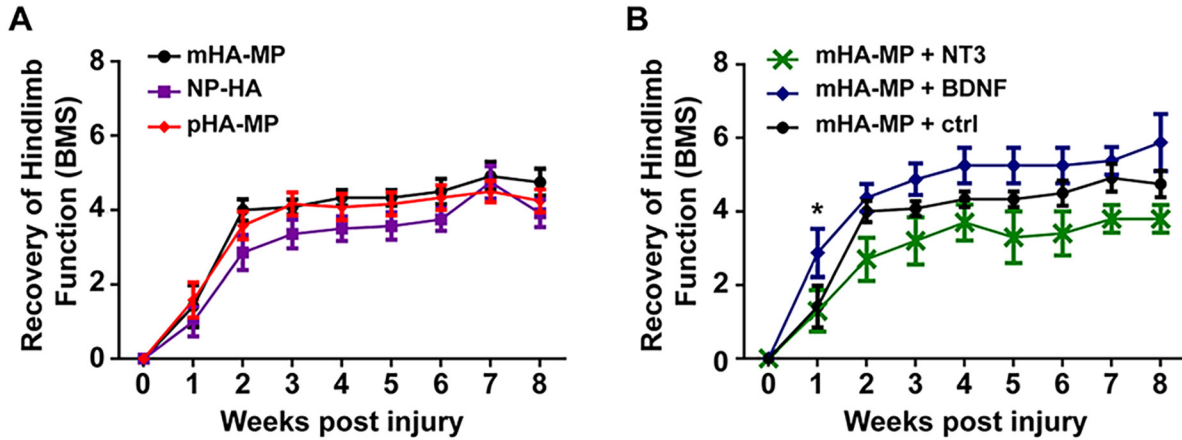 A
mHA-MP
NP-HA
pHA-MP
Recovery of Hindlimb
Function (BMS)
8
6
4
2
0
0 1 2 3 4 5 6 7 8
Weeks post injury
B
mHA-MP + NT3
mHA-MP + BDNF
mHA-MP + ctrl
Recovery of Hindlimb
Function (BMS)
8
6
4
2
0
*
0 1 2 3 4 5 6 7 8
Weeks post injury